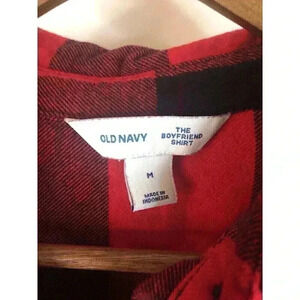 OLD NAVY
THE
BOYFRIEND
SHIRT
M
MADE IN
INDONESIA